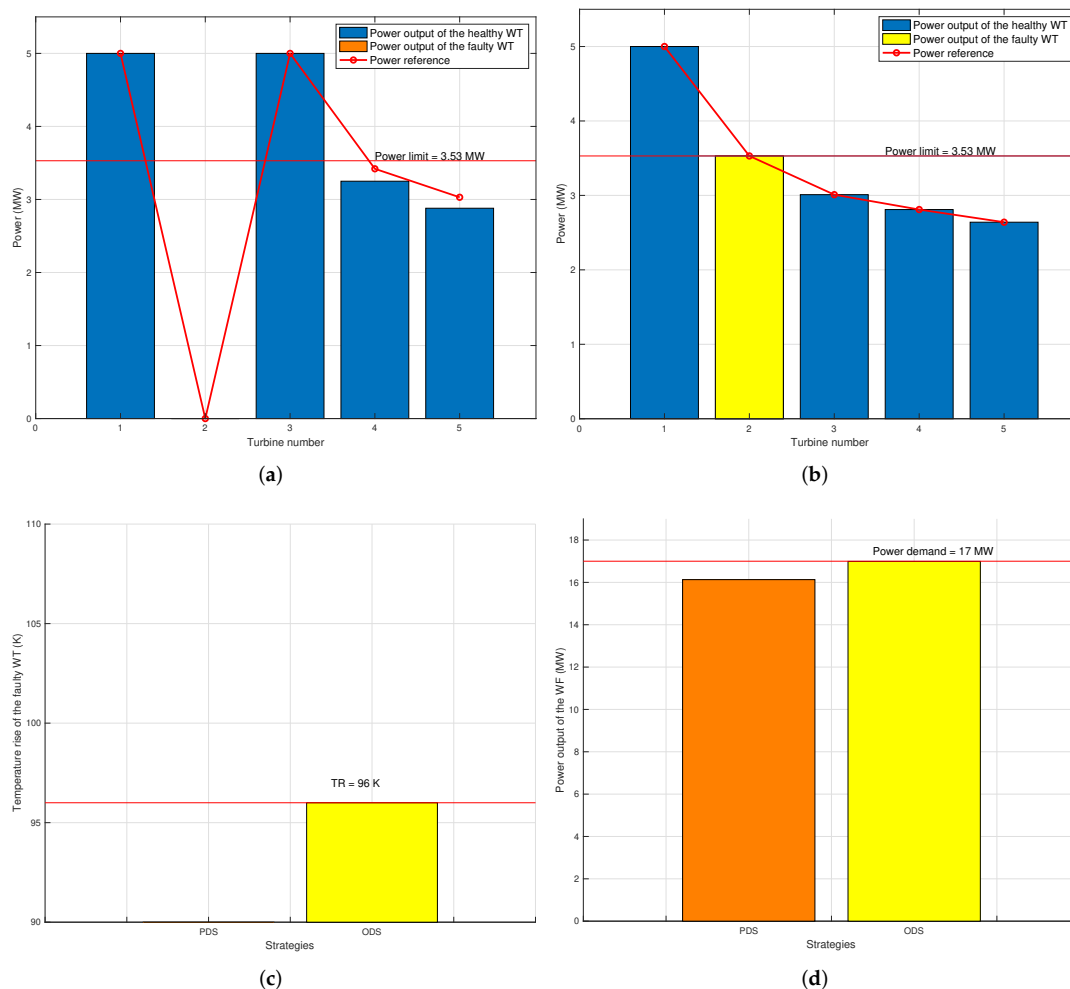 Power output of the healthy WT
Power output of the faulty WT
Power reference
Power limit = 3.53 MW
Power (MW)
5
4
3
2
1
0
0 1 2 3 4 5
Turbine number
(a)
Power output of the healthy WT
Power output of the faulty WT
Power reference
Power limit = 3.53 MW
Power (MW)
5
4
3
2
1
0
0 1 2 3 4 5
Turbine number
(b)
110
105
100
95
90
Temperature rise of the faulty WT (K)
TR = 96 K
PDS ODS
Strategies
(c)
18
16
14
12
10
8
6
4
2
0
Power output of the WF (MW)
Power demand = 17 MW
PDS ODS
Strategies
(d)